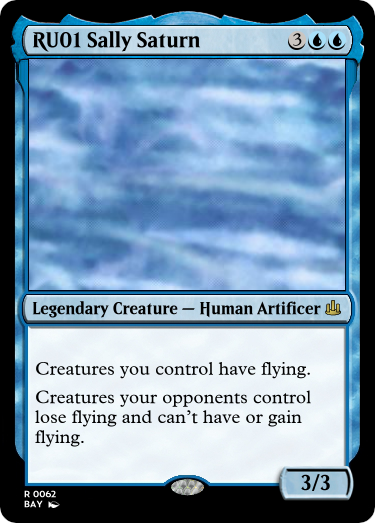 RU01 Sally Saturn 3
Legendary Creature — Human Artificer
Creatures you control have flying.
Creatures your opponents control
lose flying and can't have or gain
flying.
3/3
R 0062
BAY